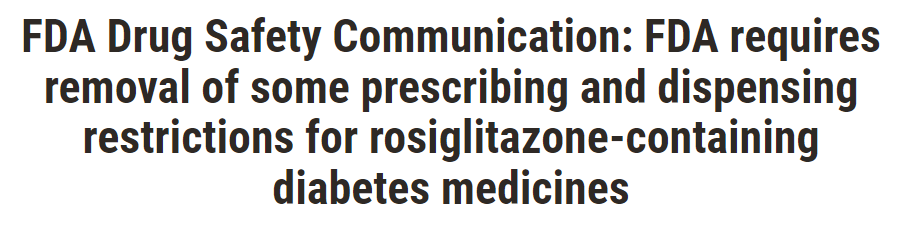 FDA Drug Safety Communication: FDA requires
removal of some prescribing and dispensing
restrictions for rosiglitazone-containing
diabetes medicines